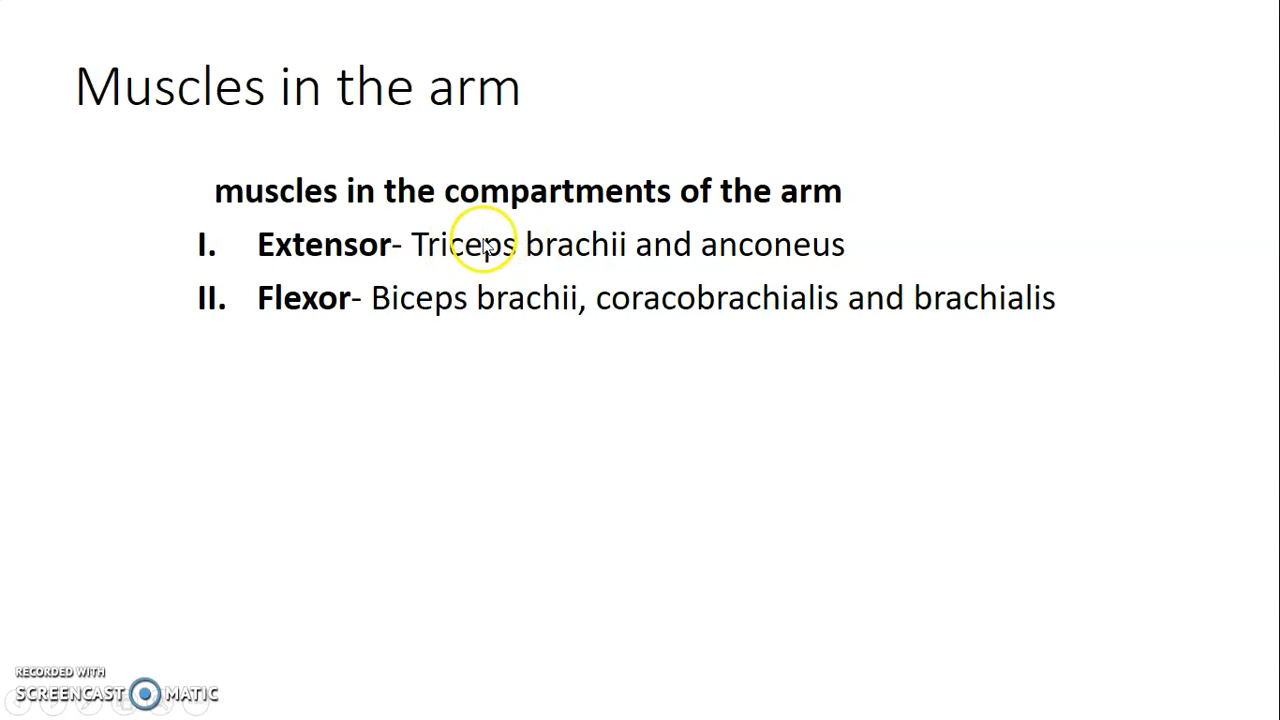 Muscles in the arm
muscles in the compartments of the arm
I. Extensor- Triceps brachii and anconeus
II. Flexor- Biceps brachii, coracobrachialis and brachialis
RECORDED WITH
SCREENCAST MATIC